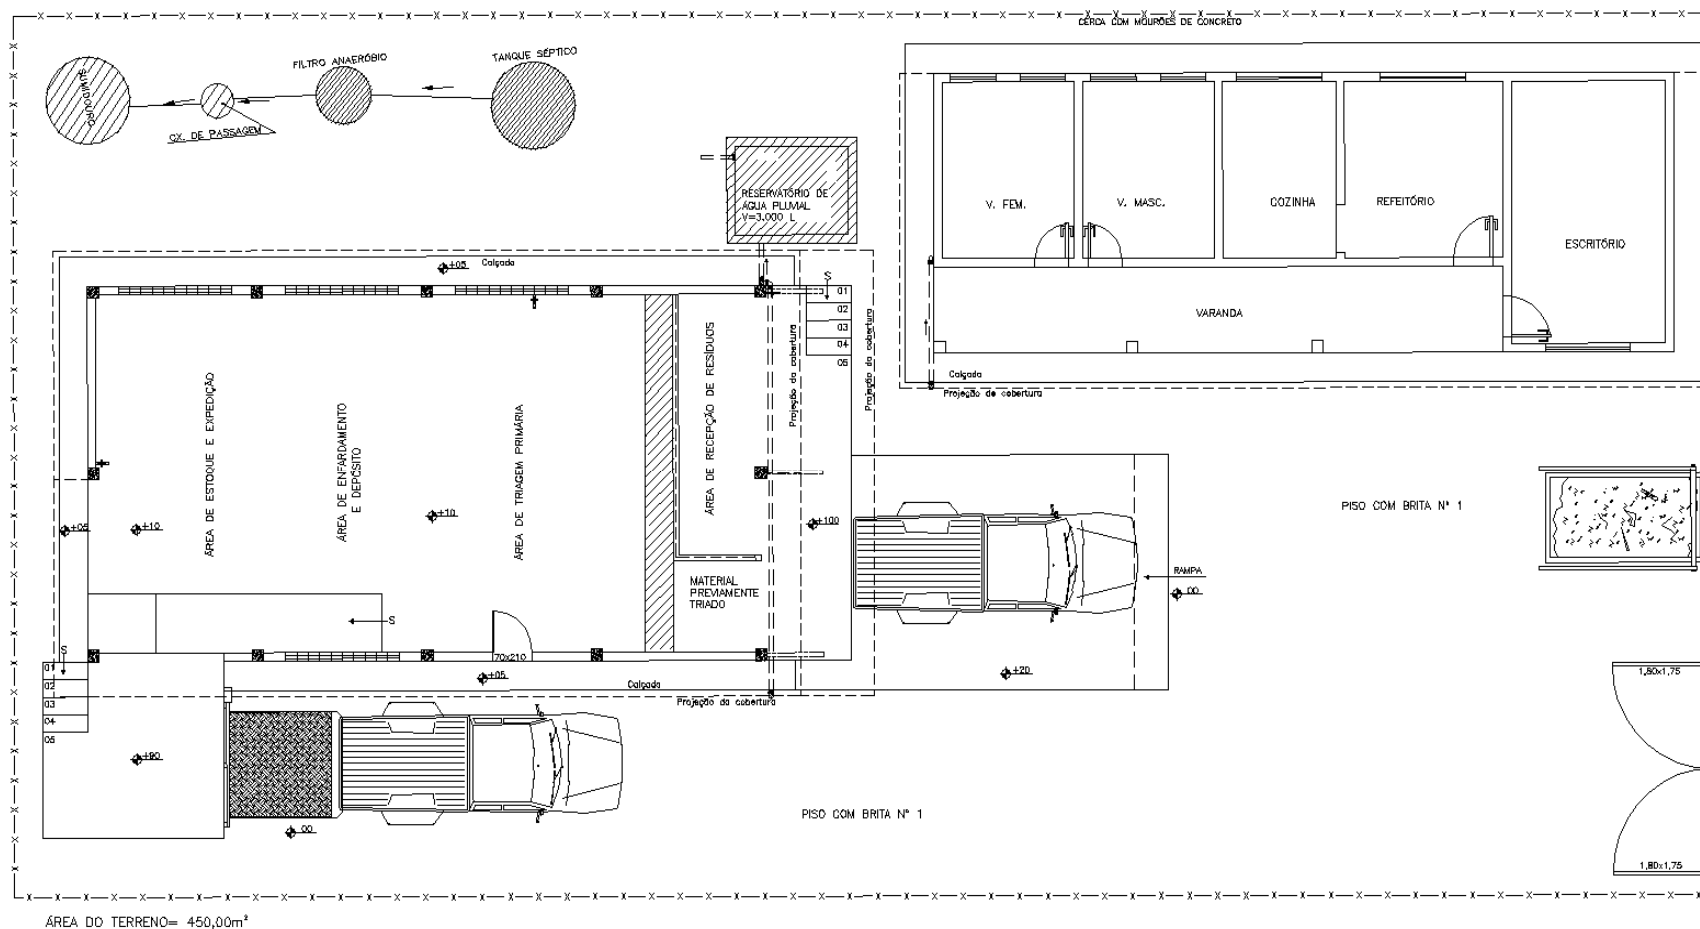 CERCA COM MOURÕES DE CONCRETO
TANQUE SÉPTICO
FILTRO ANAERÓBIO
SUMIDOURO
CX. DE PASSAGEM
RESERVATÓRIO DE
ÁGUA PLUVIAL
V=3.000 L
V. FEM.
V. MASC.
COZINHA
REFEITÓRIO
ESCRITÓRIO
VARANDA
Calçada
Projeção de cobertura
+05
Calçada
S
01
02
03
04
05
Projeção da cobertura
Projeção da cobertura
ÁREA DE ESTOQUE E EXPEDIÇÃO
ÁREA DE ENFARDAMENTO
E DEPÓSITO
ÁREA DE TRIAGEM PRIMÁRIA
ÁREA DE RECEPÇÃO DE RESÍDUOS
+05
+10
+10
+100
PISO COM BRITA N° 1
MATERIAL
PREVIAMENTE
TRIADO
RAMPA
00
S
70x210
S
01
02
03
04
05
+05
Calçada
+20
Projeção da cobertura
1,80x1,75
+90
00
PISO COM BRITA N° 1
1,80x1,75
ÁREA DO TERRENO= 450,00m²